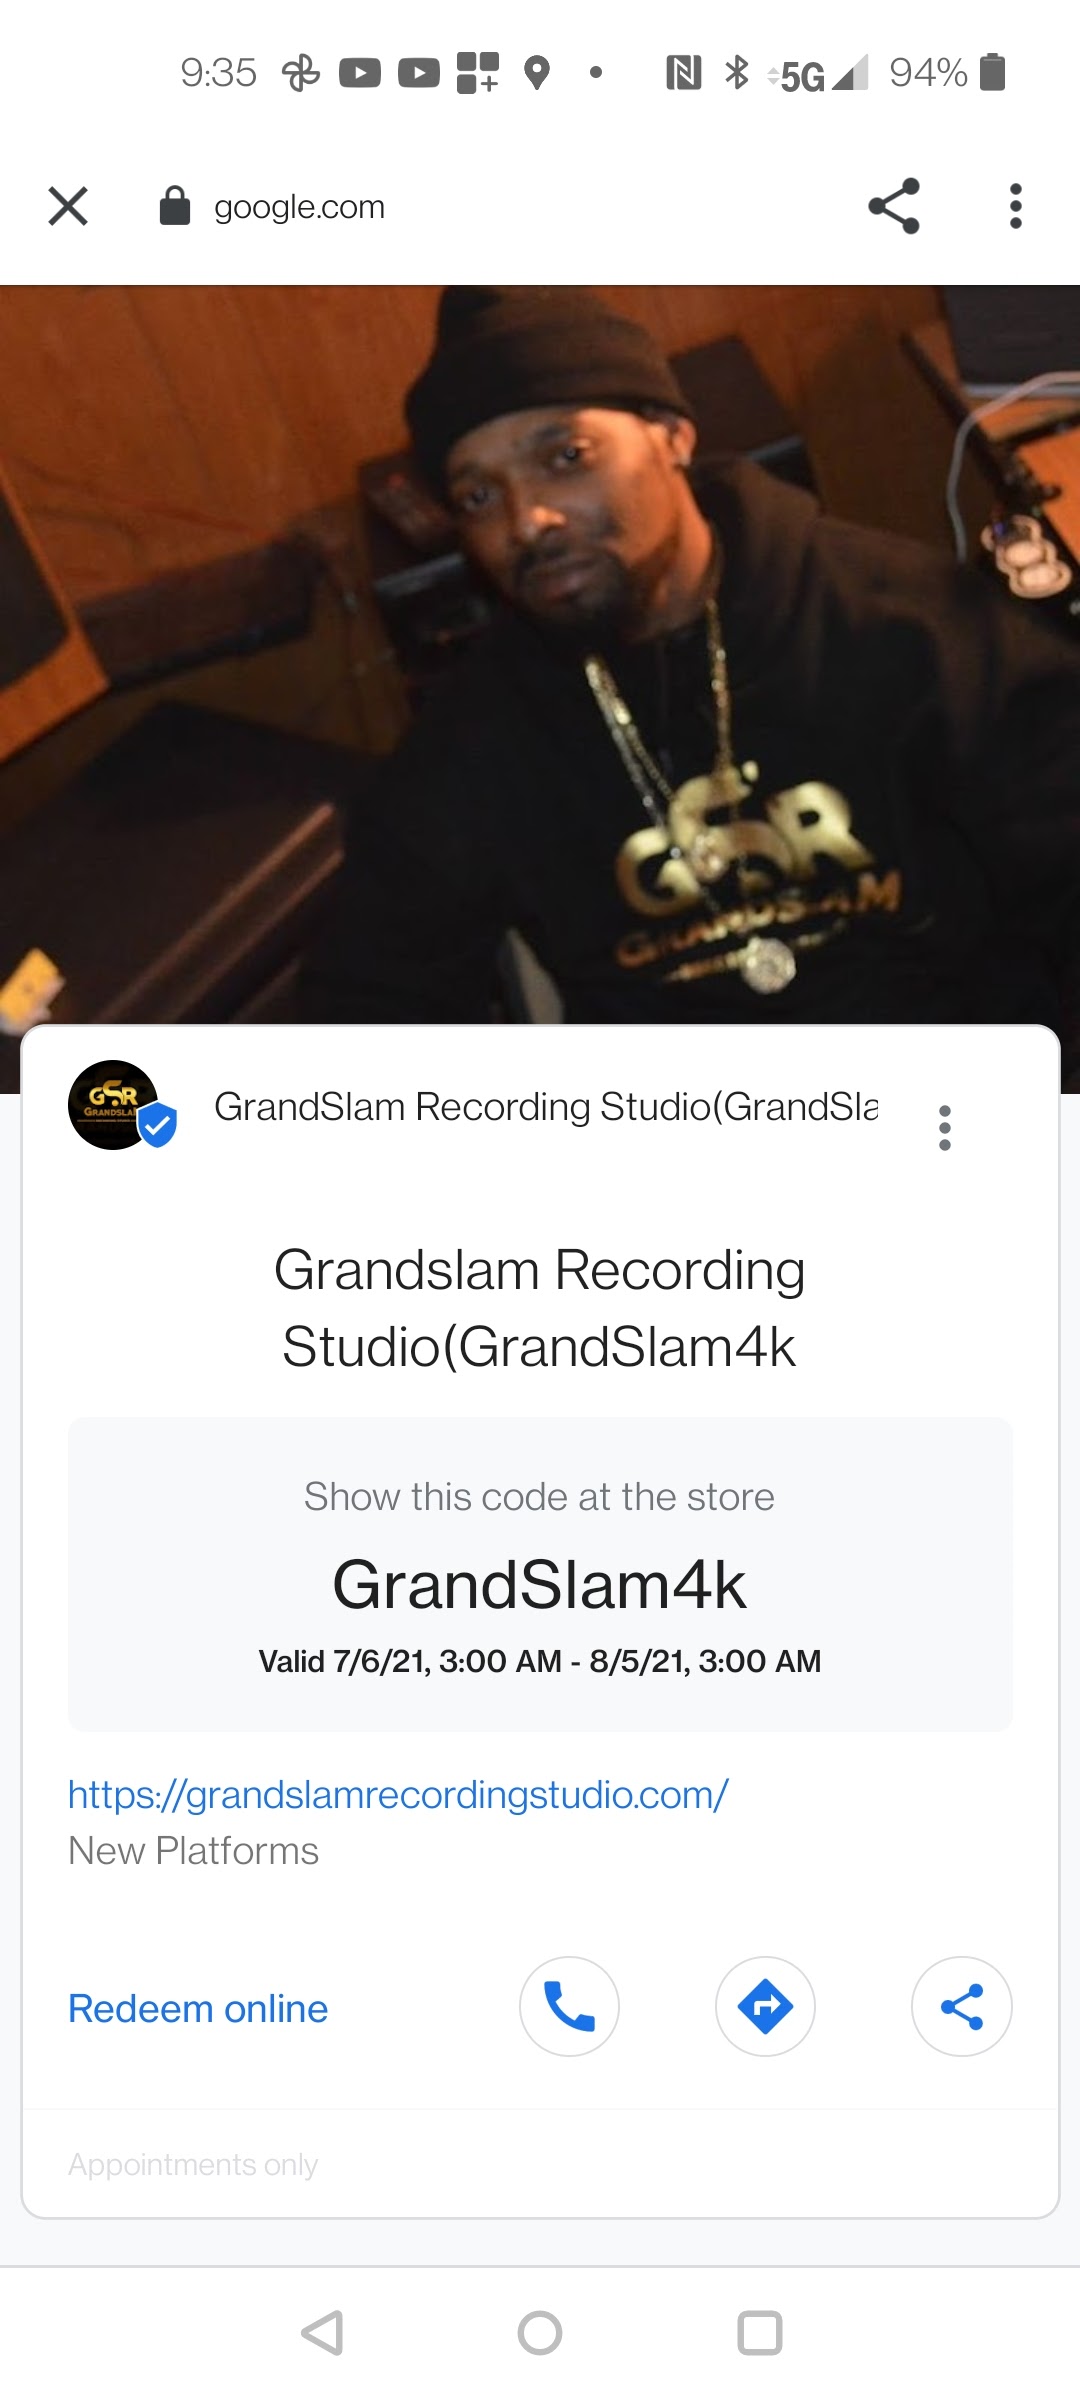 9:35
5G
94%
google.com
GSR
GRANDSLAM
GSR
GRANDSLA
GrandSlam Recording Studio(GrandSla
Grandslam Recording
Studio(GrandSlam4k
Show this code at the store
GrandSlam4k
Valid 7/6/21, 3:00 AM - 8/5/21, 3:00 AM
https://grandslamrecordingstudio.com/
New Platforms
Redeem online
Appointments only